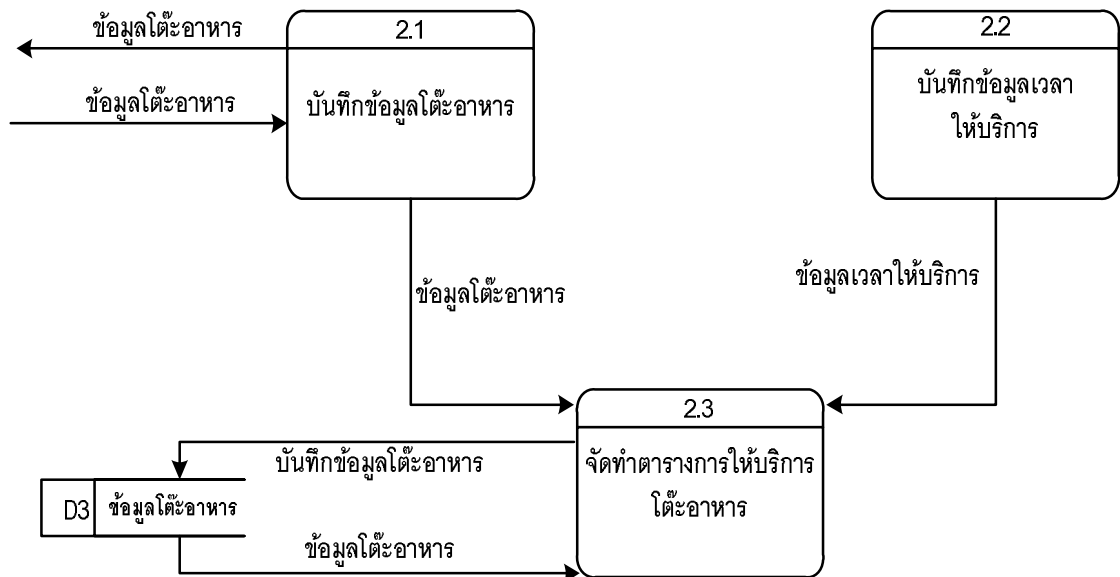 ข้อมูลโต๊ะอาหาร
2.1
2.2
ข้อมูลโต๊ะอาหาร
บันทึกข้อมูลโต๊ะอาหาร
บันทึกข้อมูลเวลา
ให้บริการ
ข้อมูลโต๊ะอาหาร
ข้อมูลเวลาให้บริการ
2.3
บันทึกข้อมูลโต๊ะอาหาร
จัดทำตารางการให้บริการ
โต๊ะอาหาร
D3
ข้อมูลโต๊ะอาหาร
ข้อมูลโต๊ะอาหาร